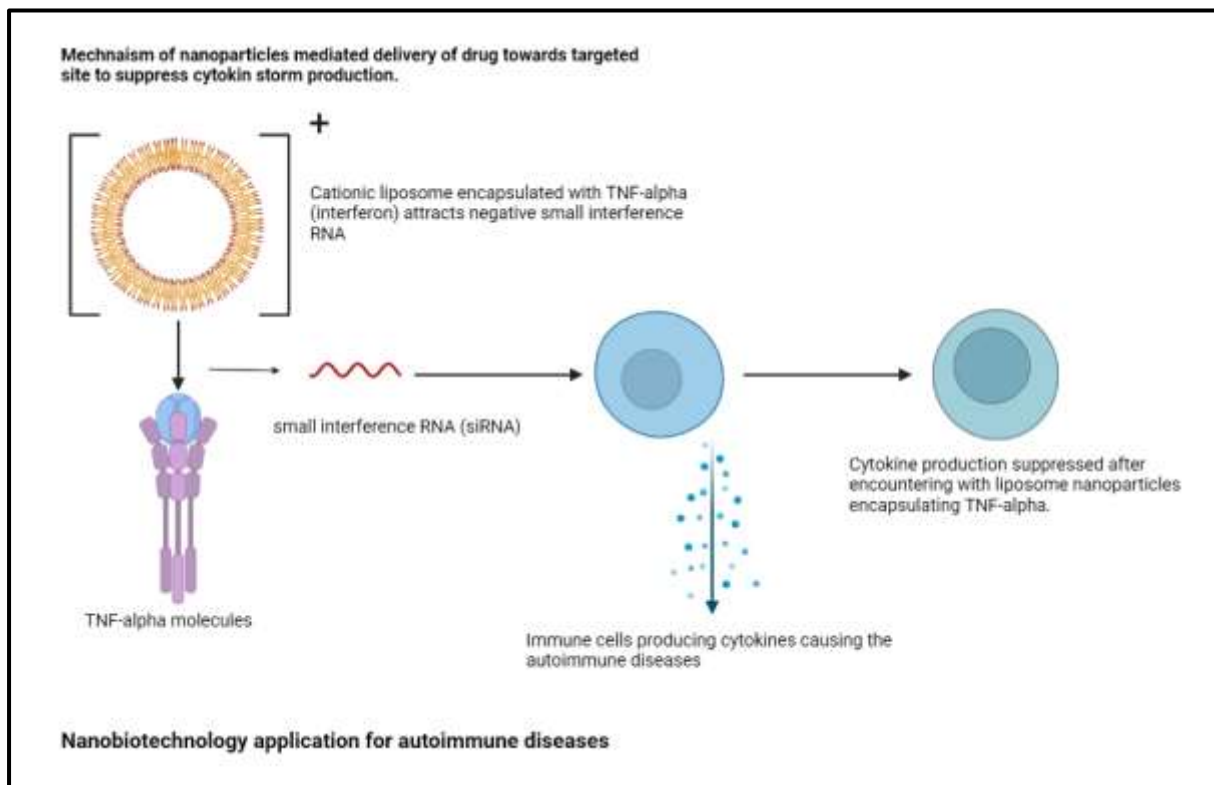 Mechnaism of nanoparticles mediated delivery of drug towards targeted
site to suppress cytokin storm production.
+
Cationic liposome encapsulated with TNF-alpha
(interferon) attracts negative small interference
RNA
small interference RNA (siRNA)
Cytokine production suppressed after
encountering with liposome nanoparticles
encapsulating TNF-alpha.
TNF-alpha molecules
Immune cells producing cytokines causing the
autoimmune diseases
Nanobiotechnology application for autoimmune diseases